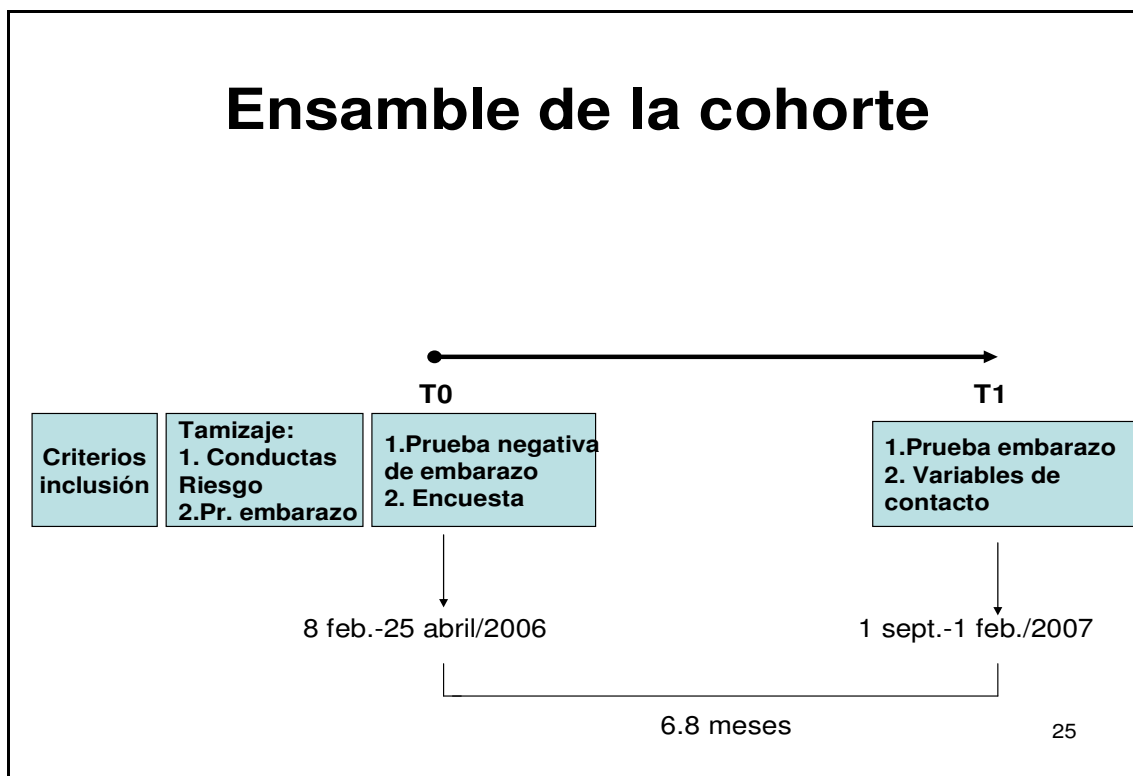 Ensamble de la cohorte
T0
T1
Criterios
inclusión
Tamizaje:
1. Conductas
Riesgo
2.Pr. embarazo
1.Prueba negativa
de embarazo
2. Encuesta
1.Prueba embarazo
2. Variables de
contacto
8 feb.-25 abril/2006
1 sept.-1 feb./2007
6.8 meses
25